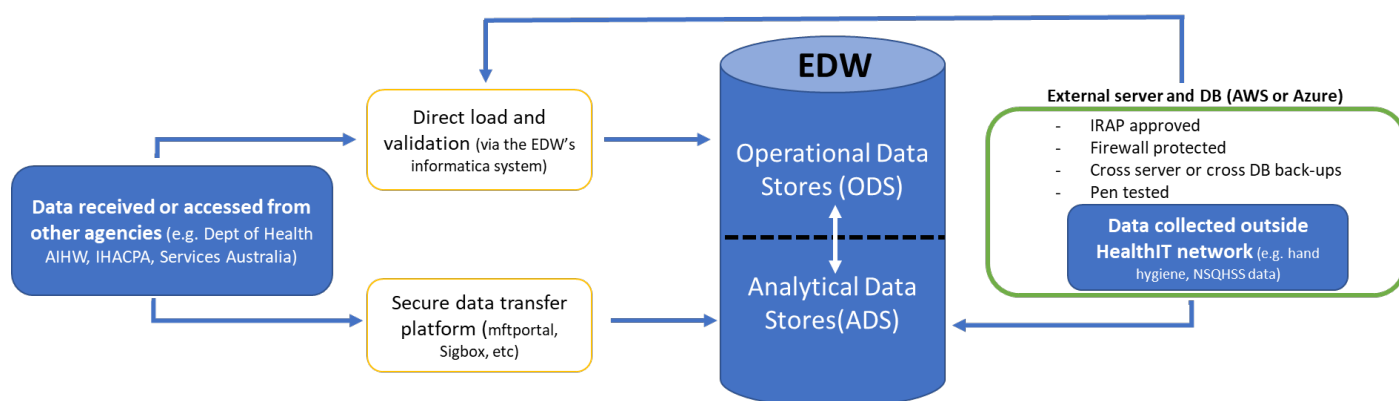 EDW
Operational Data
Stores (ODS)
Analytical Data
Stores(ADS)
Direct load and
validation (via the EDW's
informatica system)
Data received or accessed from
other agencies (e.g. Dept of Health
AIHW, IHACPA, Services Australia)
Secure data transfer
platform (mftportal,
Sigbox, etc)
External server and DB (AWS or Azure)
- IRAP approved
- Firewall protected
- Cross server or cross DB back-ups
- Pen tested
Data collected outside
HealthIT network (e.g. hand
hygiene, NSQHSS data)